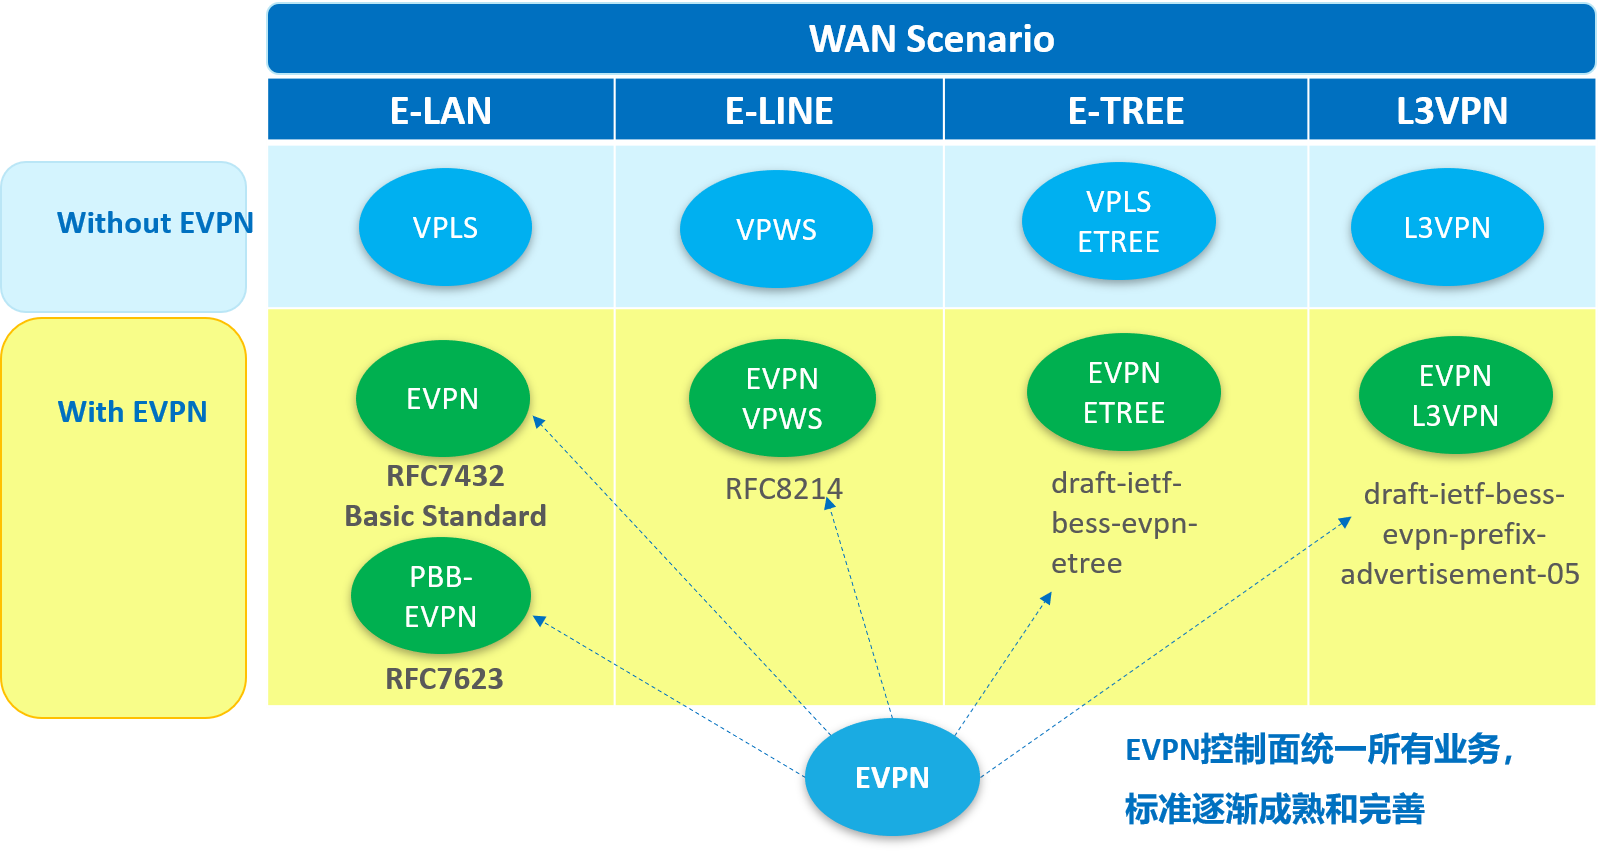 WAN Scenario
E-LAN
E-LINE
E-TREE
L3VPN
Without EVPN
VPLS
VPWS
VPLS
ETREE
L3VPN
With EVPN
EVPN
RFC7432
Basic Standard
PBB-
EVPN
RFC7623
EVPN
VPWS
RFC8214
EVPN
ETREE
draft-ietf-
bess-evpn-
etree
EVPN
L3VPN
draft-ietf-bess-
evpn-prefix-
advertisement-05
EVPN
EVPN控制面统一所有业务，
标准逐渐成熟和完善